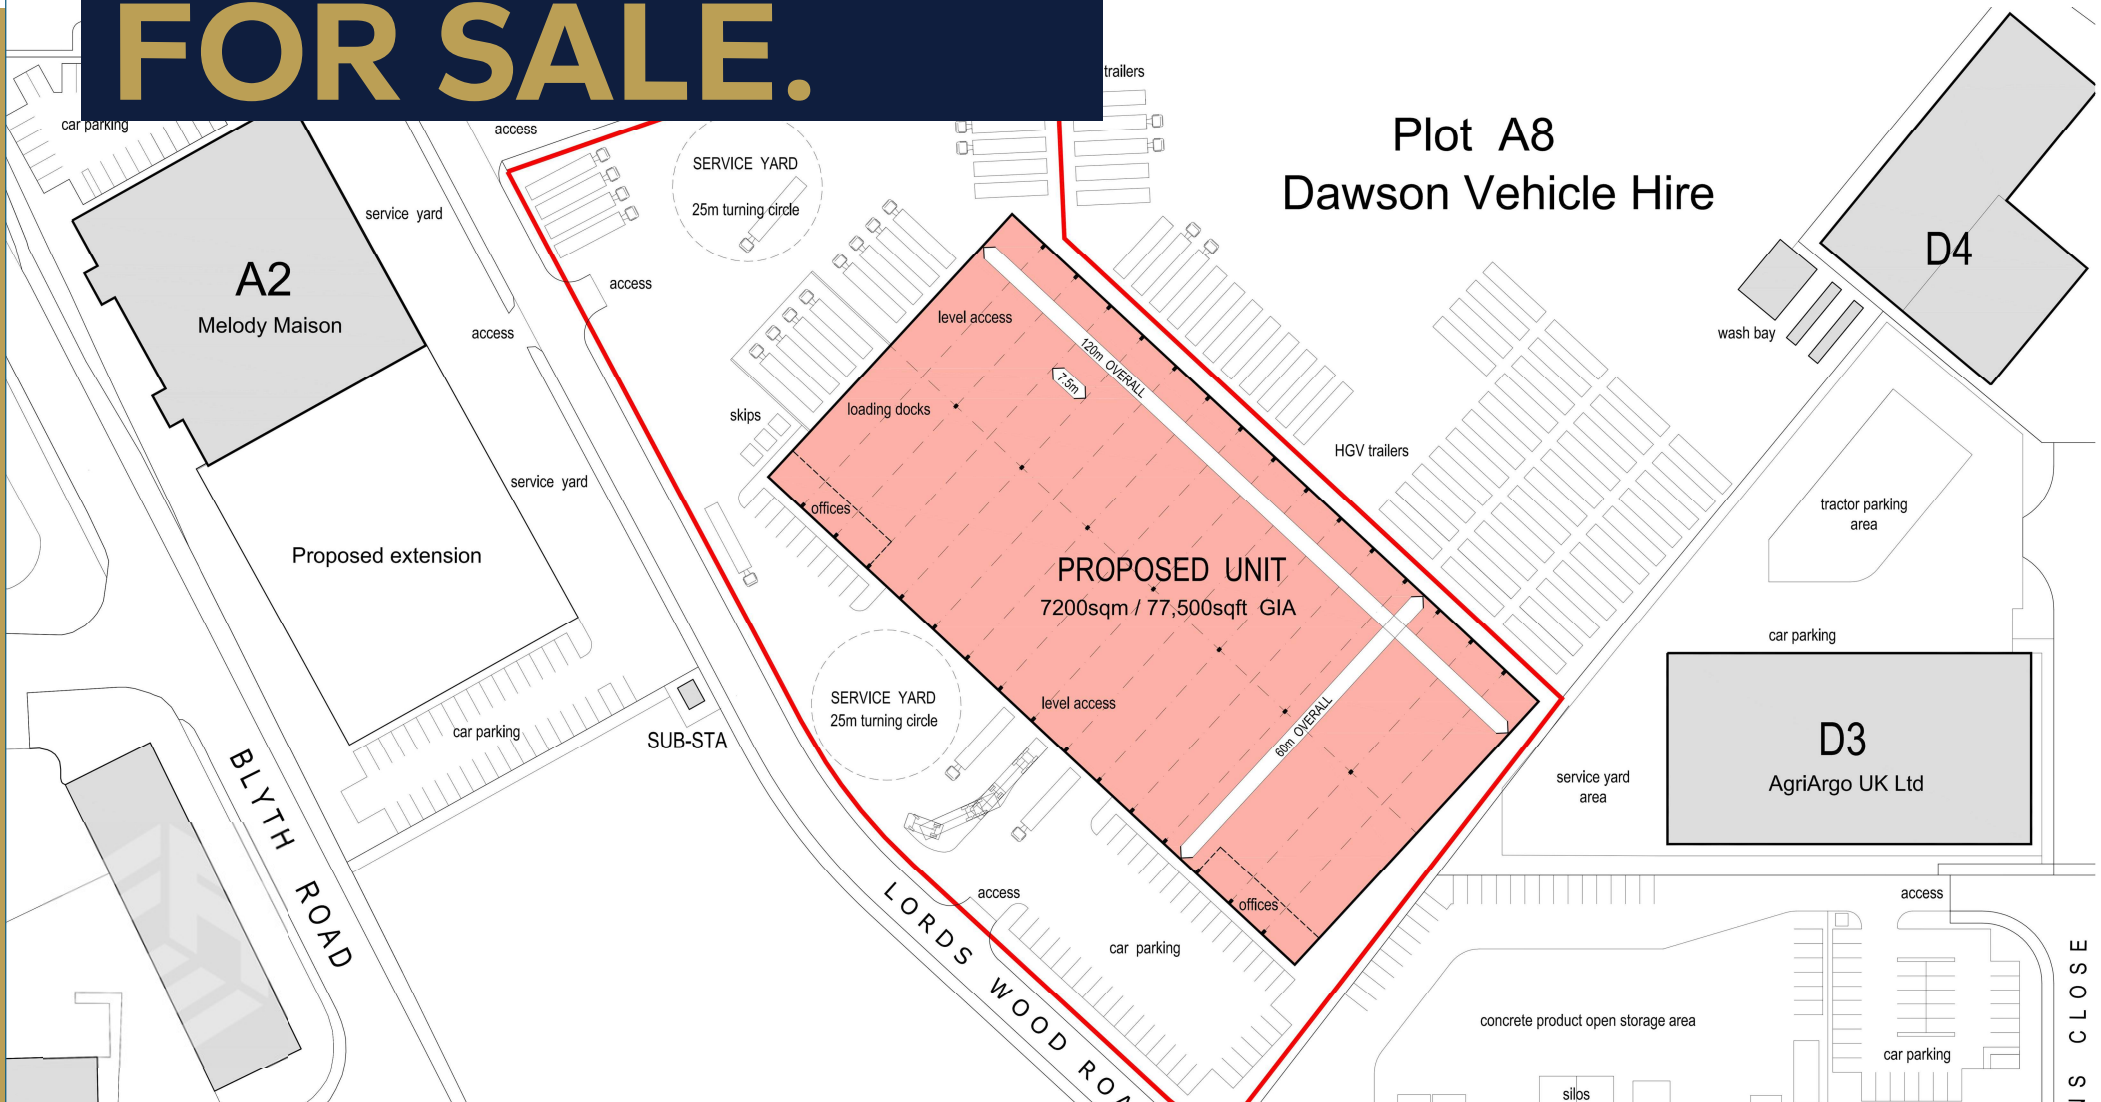 FOR SALE.
trailers
car parking
access
Plot A8
Dawson Vehicle Hire
SERVICE YARD
25m turning circle
service yard
A2
Melody Maison
access
access
D4
wash bay
level access
120m OVERALL
7.5m
loading docks
skips
HGV trailers
service yard
offices
tractor parking
area
Proposed extension
PROPOSED UNIT
7200sqm / 77,500sqft GIA
car parking
SERVICE YARD
25m turning circle
level access
60m OVERALL
car parking
SUB-STA
D3
AgriArgo UK Ltd
service yard
area
BLYTH ROAD
LORDS WOOD ROA
access
offices
access
car parking
concrete product open storage area
car parking
silos
CLOSE